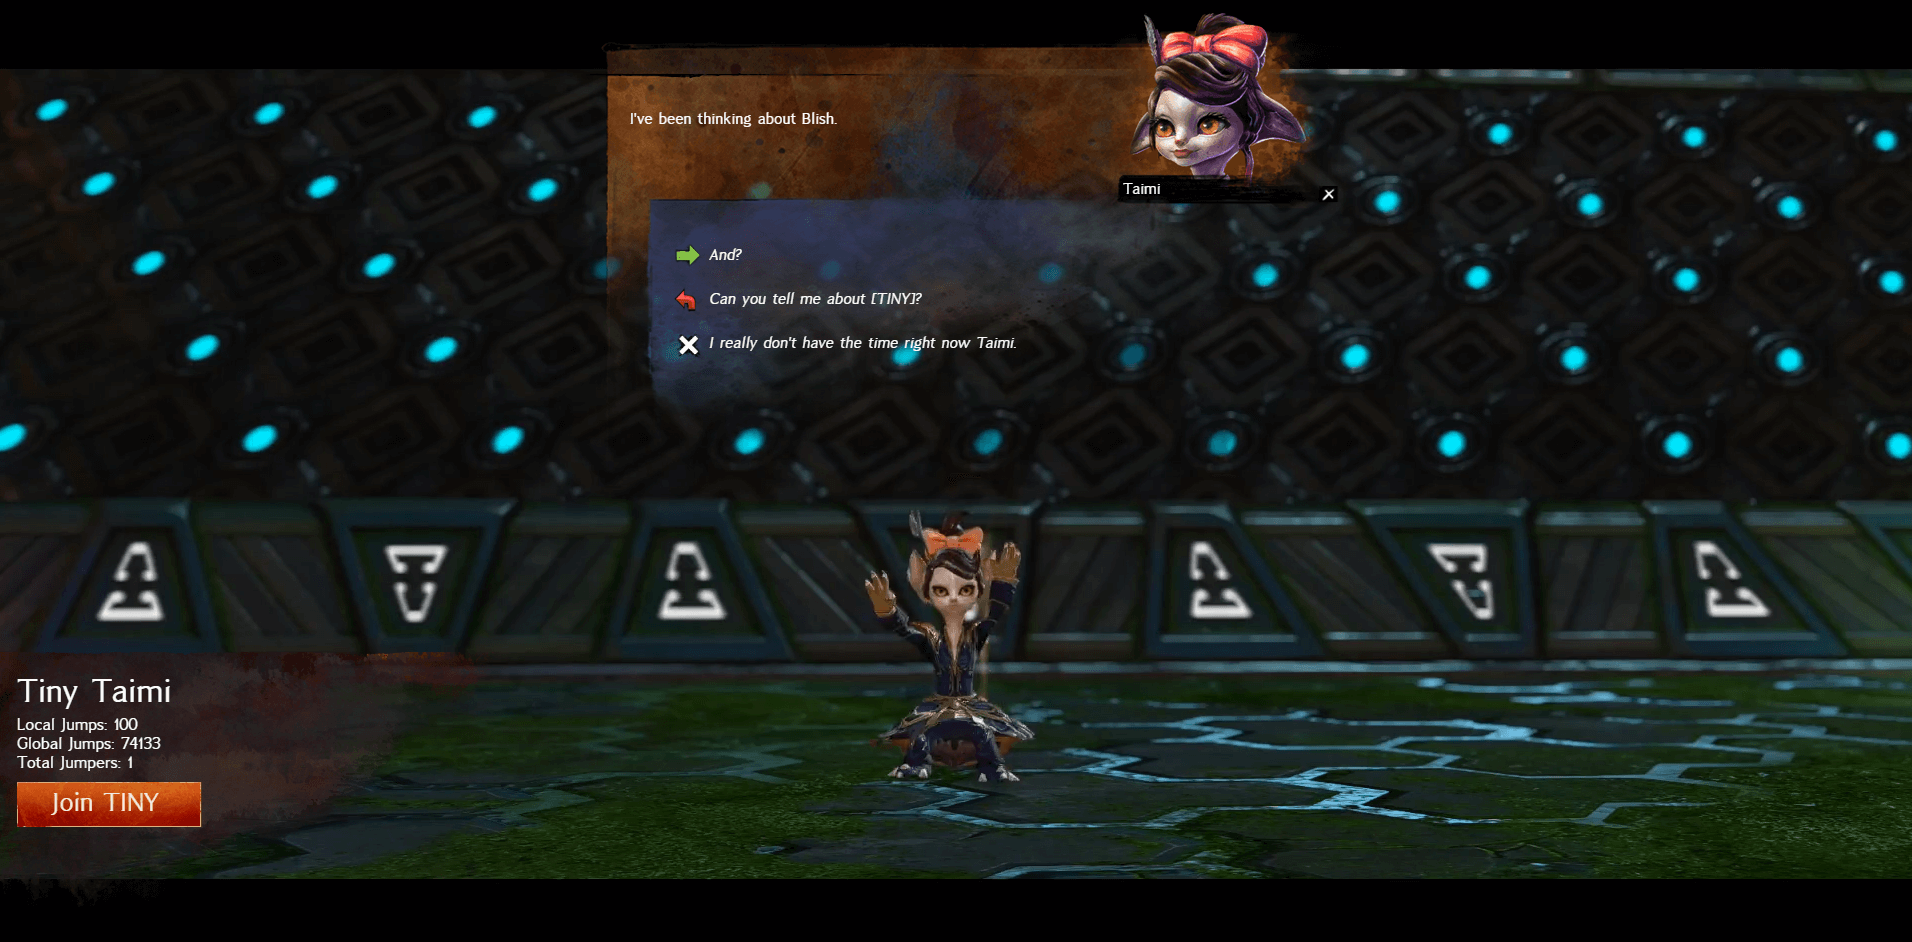 I've been thinking about Blish.
Taimi
And?
Can you tell me about [TINY]?
I really don't have the time right now Taimi.
Tiny Taimi
Local Jumps: 100
Global Jumps: 74133
Total Jumpers: 1
Join TINY